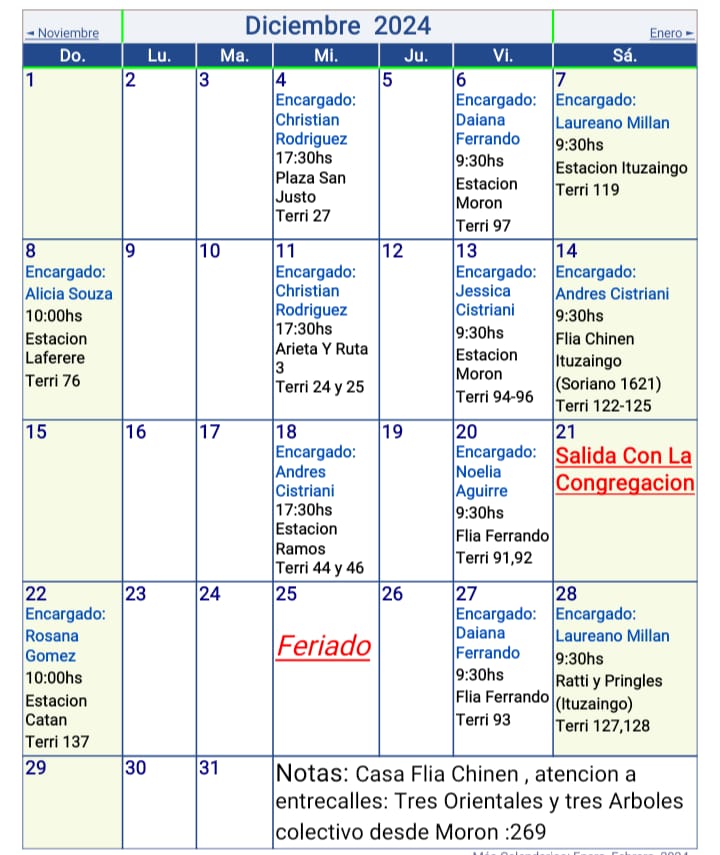 ◄ Noviembre
Diciembre 2024
Enero ►
Do. Lu. Ma. Mi. Ju. Vi. Sá.
1
2
3
4
Encargado:
Christian
Rodriguez
17:30hs
Plaza San
Justo
Terri 27
5
6
Encargado:
Daiana
Ferrando
9:30hs
Estacion
Moron
Terri 97
7
Encargado:
Laureano Millan
9:30hs
Estacion Ituzaingo
Terri 119
8
Encargado:
Alicia Souza
10:00hs
Estacion
Laferere
Terri 76
9
10
11
Encargado:
Christian
Rodriguez
17:30hs
Arieta Y Ruta
3
Terri 24 y 25
12
13
Encargado:
Jessica
Cistriani
9:30hs
Estacion
Moron
Terri 94-96
14
Encargado:
Andres Cistriani
9:30hs
Flia Chinen
Ituzaingo
(Soriano 1621)
Terri 122-125
15
16
17
18
Encargado:
Andres
Cistriani
17:30hs
Estacion
Ramos
Terri 44 y 46
19
20
Encargado:
Noelia
Aguirre
9:30hs
Flia Ferrando
Terri 91,92
21
Salida Con La
Congregacion
22
Encargado:
Rosana
Gomez
10:00hs
Estacion
Catan
Terri 137
23
24
25
Feriado
26
27
Encargado:
Daiana
Ferrando
9:30hs
Flia Ferrando
Terri 93
28
Encargado:
Laureano Millan
9:30hs
Ratti y Pringles
(Ituzaingo)
Terri 127,128
29
30
31
Notas: Casa Flia Chinen , atencion a
entrecalles: Tres Orientales y tres Arboles
colectivo desde Moron :269